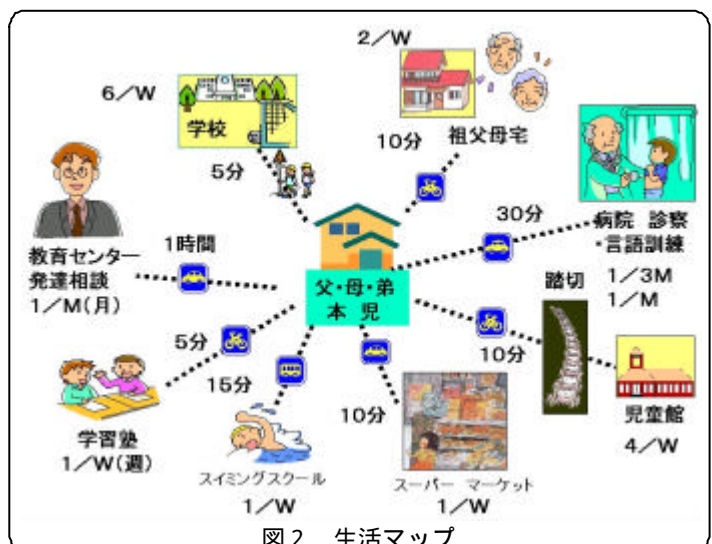 2／W
6／W
学校
10分
祖父母宅
5分
30分
病院 診察
・言語訓練
1／3M
1／M
1時間
教育センター
発達相談
1／M(月)
父・母・弟
本 児
踏切
5分
10分
15分
10分
児童館
4／W
学習塾
1／W(週)
スイミングスクール
1／W
スーパー マーケット
1／W
図2 生活マップ